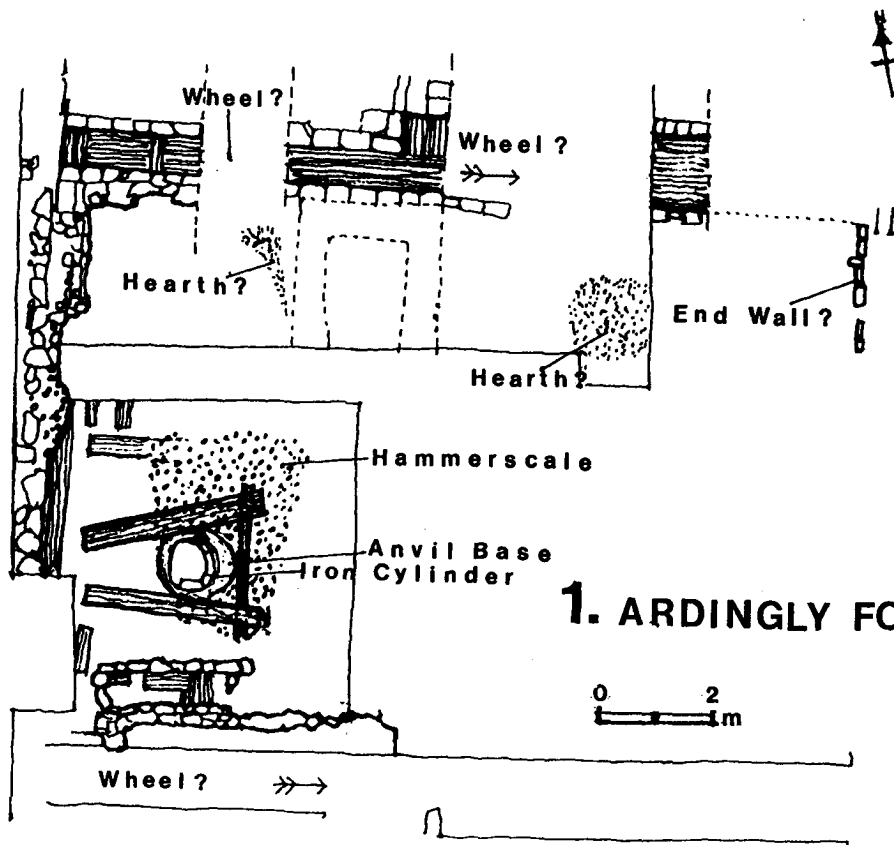 Wheel?
Wheel?
Hearth?
End Wall?
Hearth?
Hammerscale
Anvil Base
Iron Cylinder
1. ARDINGLY FO
0 2
m
Wheel?